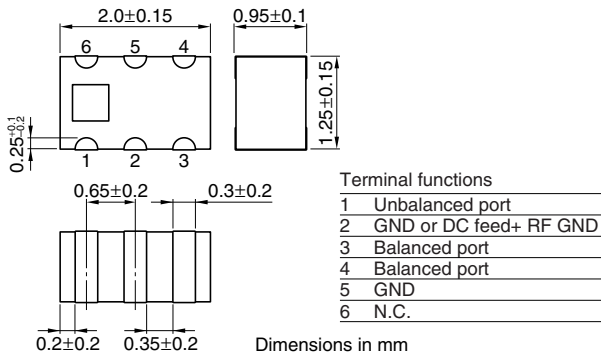 2.0±0.15
0.95±0.1
6 5 4
1.25±0.15
0.25+0.1-0.2
1 2 3
0.65±0.2
0.3±0.2
0.2±0.2
0.35±0.2
Dimensions in mm
Terminal functions
1 Unbalanced port
2 GND or DC feed+ RF GND
3 Balanced port
4 Balanced port
5 GND
6 N.C.